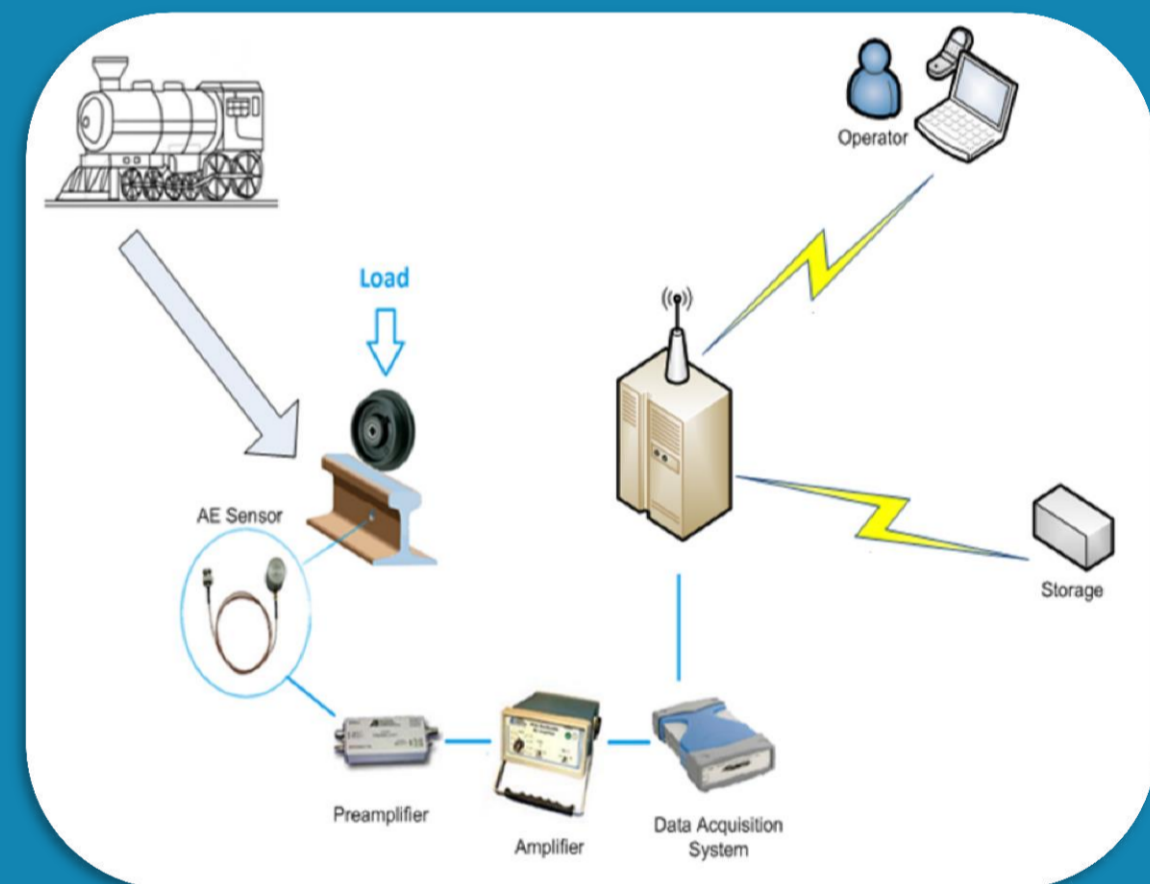 Operator
Load
AE Sensor
Storage
Preamplifier
Amplifier
Data Acquisition
System